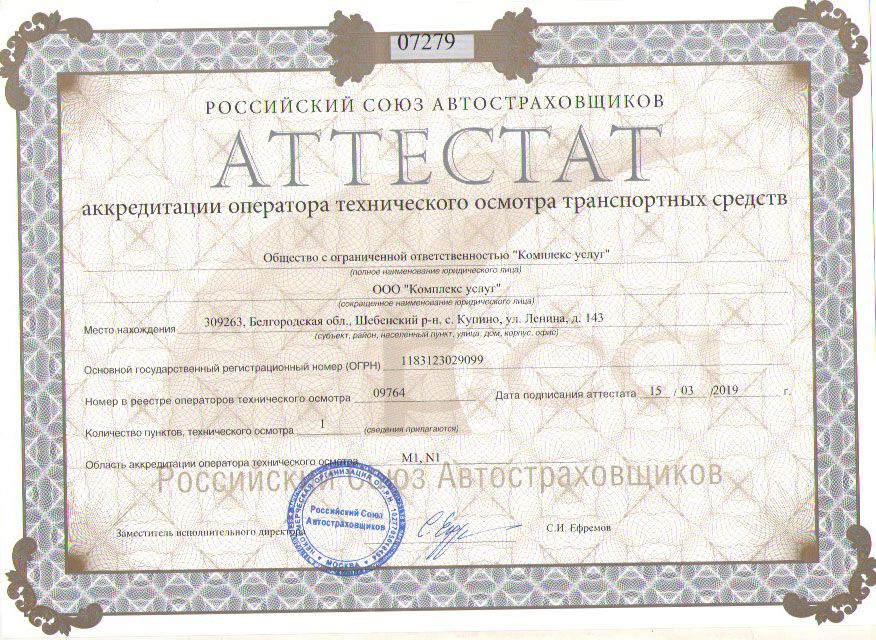 07279
РОССИЙСКИЙ СОЮЗ АВТОСТРАХОВЩИКОВ
АТТЕСТАТ
аккредитации оператора технического осмотра транспортных средств
Общество с ограниченной ответственностью "Комплекс услуг"
(полное наименование юридического лица)
ООО "Комплекс услуг"
(сокращенное наименование юридического лица)
Место нахождения 309263, Белгородская обл., Шебенский р-н, с. Купино, ул. Ленина, д. 143
(субъект, район, населенный пункт, улица, дом, корпус, офис)
Основной государственный регистрационный номер (ОГРН) 1183123029099
Номер в реестре операторов технического осмотра 09764 Дата подписания аттестата 15 / 03 /2019 г.
Количество пунктов, технического осмотра 1 (сведения прилагаются)
Область аккредитации оператора технического осмотра M1, N1
Российский Союз Автостраховщиков
Российский Союз
Автостраховщиков
МОСКВА
Заместитель исполнительного директора С.И. Ефремов